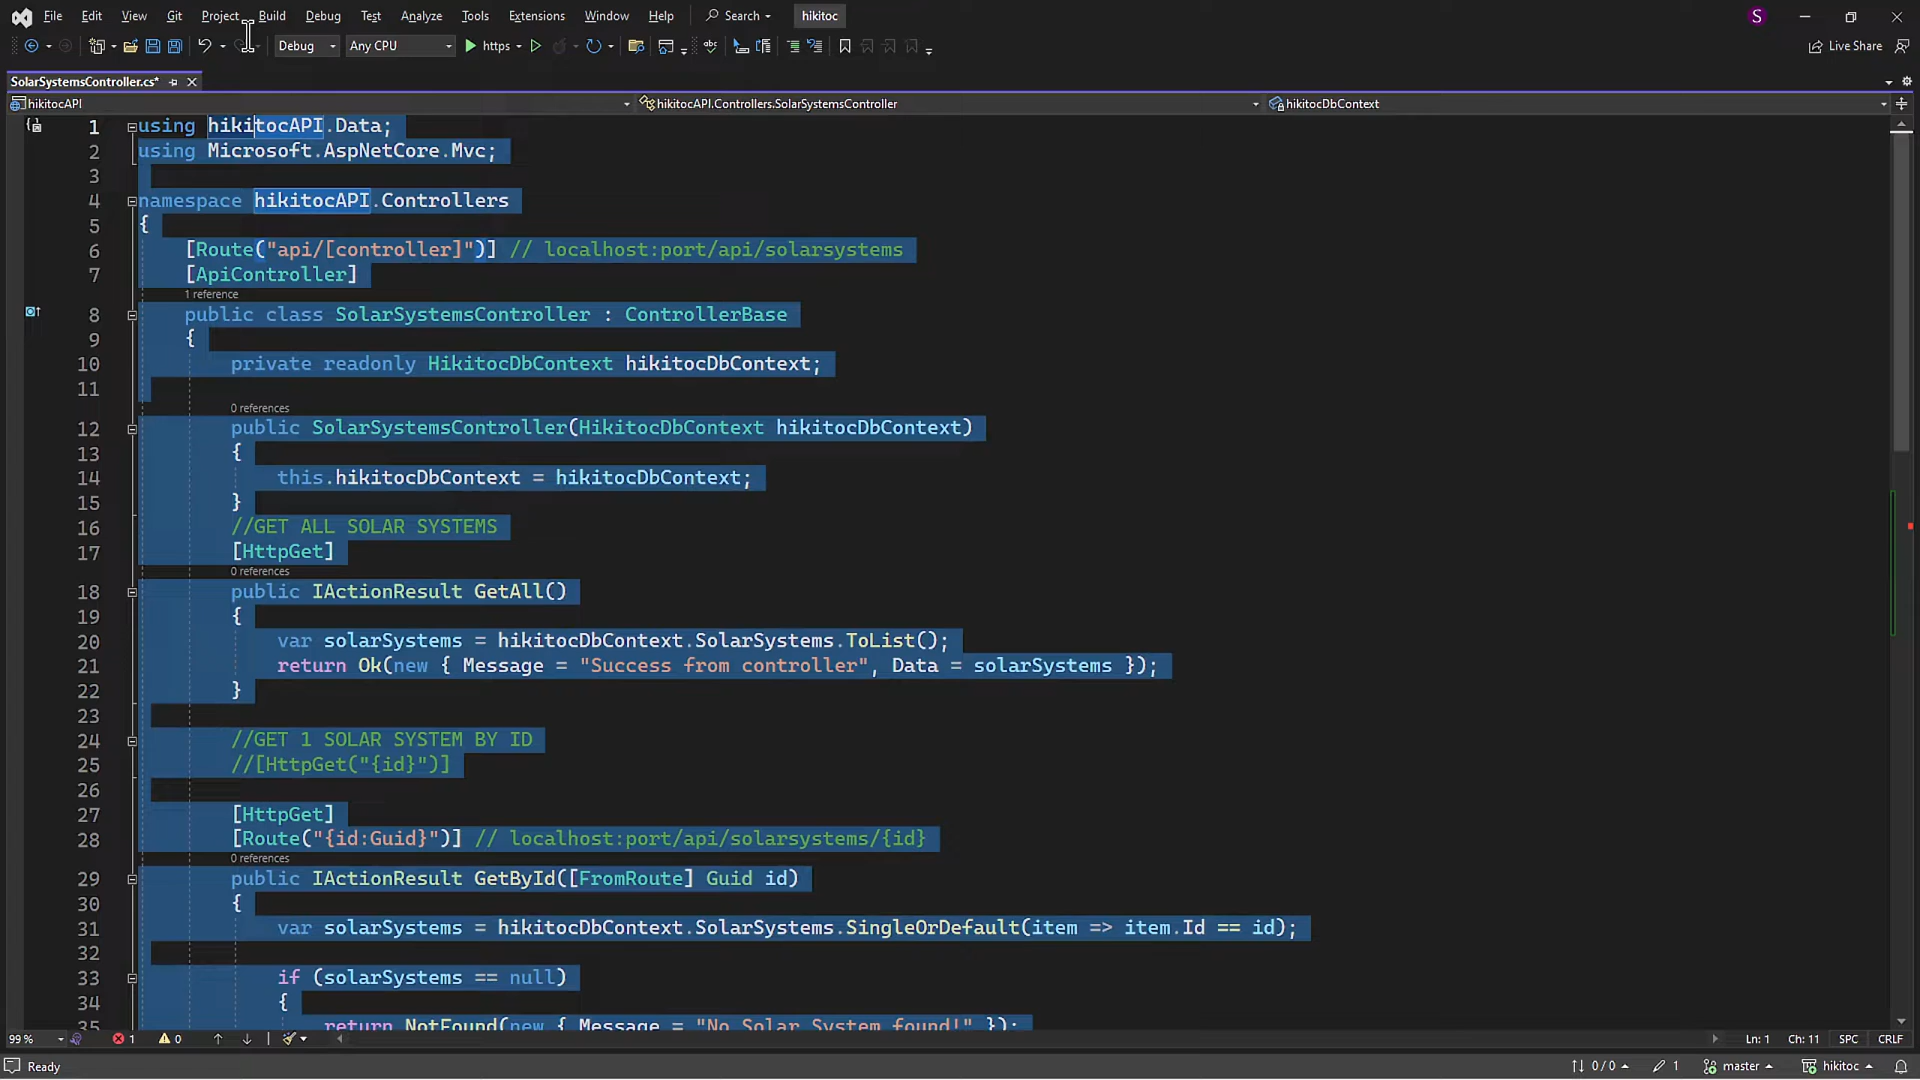 File Edit View Git Project Build Debug Test Analyze Tools Extensions Window Help Search hikitoc S
Debug Any CPU https Live Share
SolarSystemsController.cs*
hikitocAPI hikitocAPI.Controllers.SolarSystemsController hikitocDbContext
1 using hikitocAPI.Data;
2 using Microsoft.AspNetCore.Mvc;
3
4 namespace hikitocAPI.Controllers
5 {
6 [Route("api/[controller]")] // localhost:port/api/solarsystems
7 [ApiController]
1 reference
8 public class SolarSystemsController : ControllerBase
9 {
10 private readonly HikitocDbContext hikitocDbContext;
11
0 references
12 public SolarSystemsController(HikitocDbContext hikitocDbContext)
13 {
14 this.hikitocDbContext = hikitocDbContext;
15 }
16 //GET ALL SOLAR SYSTEMS
17 [HttpGet]
0 references
18 public IActionResult GetAll()
19 {
20 var solarSystems = hikitocDbContext.SolarSystems.ToList();
21 return Ok(new { Message = "Success from controller", Data = solarSystems });
22 }
23
24 //GET 1 SOLAR SYSTEM BY ID
25 //[HttpGet("{id}")]
26
27 [HttpGet]
28 [Route("{id:Guid}")] // localhost:port/api/solarsystems/{id}
0 references
29 public IActionResult GetById([FromRoute] Guid id)
30 {
31 var solarSystems = hikitocDbContext.SolarSystems.SingleOrDefault(item => item.Id == id);
32
33 if (solarSystems == null)
34 {
35 return NotFound(new { Message = "No Solar System found!" });
99 % 1 0 Ln: 1 Ch: 11 SPC CRLF
Ready 0 / 0 1 master hikitoc